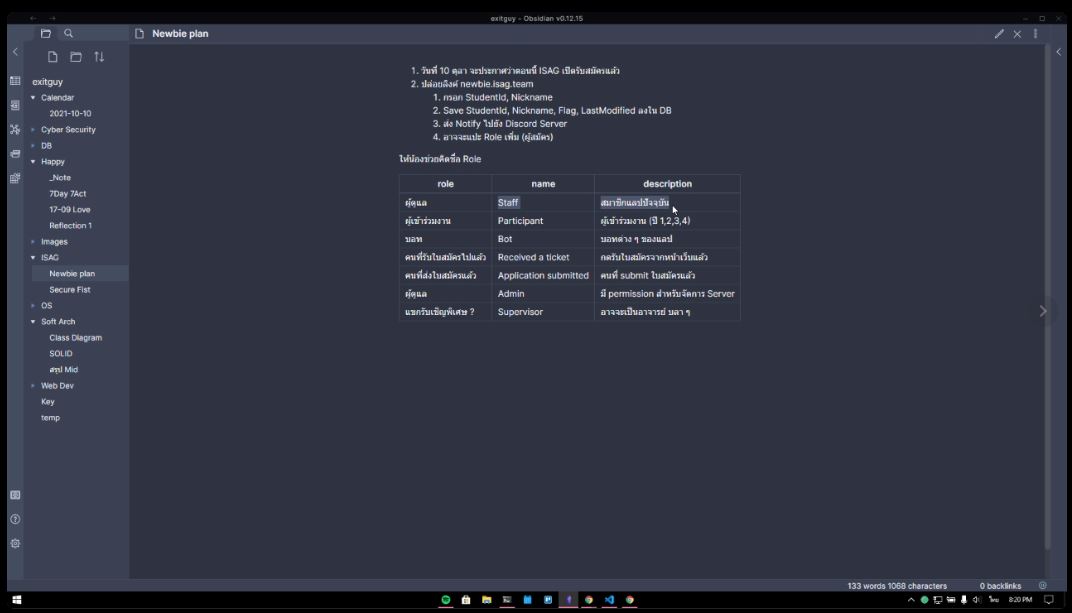 exitguy - Obsidian v0.12.15
Newbie plan
exitguy
Calendar
2021-10-10
Cyber Security
DB
Happy
_Note
7Day 7Act
17-09 Love
Reflection 1
Images
ISAG
Newbie plan
Secure Fist
OS
Soft Arch
Class Diagram
SOLID
สรุป Mid
Web Dev
Key
temp
1. วันที่ 10 ตุลา จะประกาศว่าตอนนี้ ISAG เปิดรับสมัครแล้ว
2. ปล่อยลิงค์ newbie.isag.team
1. กรอก StudentId, Nickname
2. Save StudentId, Nickname, Flag, LastModified ลงใน DB
3. ส่ง Notify ไปยัง Discord Server
4. อาจจะแปะ Role เพิ่ม (ผู้สมัคร)
ให้น้องช่วยคิดชื่อ Role
role name description
ผู้ดูแล Staff สมาชิกแลปปัจจุบัน
ผู้เข้าร่วมงาน Participant ผู้เข้าร่วมงาน (ปี 1,2,3,4)
บอท Bot บอทต่าง ๆ ของแลป
คนที่รับใบสมัครไปแล้ว Received a ticket กดรับใบสมัครจากหน้าเว็บแล้ว
คนที่ส่งใบสมัครแล้ว Application submitted คนที่ submit ใบสมัครแล้ว
ผู้ดูแล Admin มี permission สำหรับจัดการ Server
แขกรับเชิญพิเศษ ? Supervisor อาจจะเป็นอาจารย์ บลา ๆ
133 words 1068 characters 0 backlinks
ไทย 8:20 PM